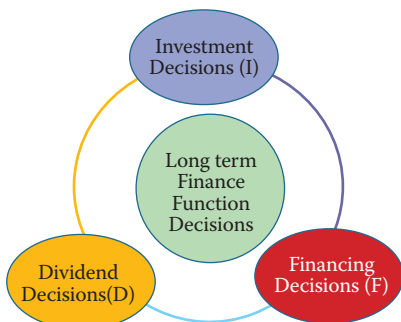 Investment
Decisions (I)
Long term
Finance
Function
Decisions
Dividend
Decisions(D)
Financing
Decisions (F)